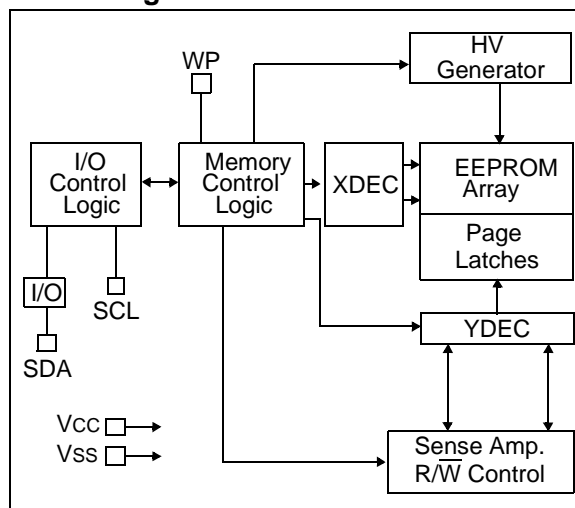 WP
HV
Generator
I/O
Control
Logic
Memory
Control
Logic
XDEC
EEPROM
Array
Page
Latches
I/O
SCL
SDA
YDEC
VCC
VSS
Sense Amp.
R/W̅ Control